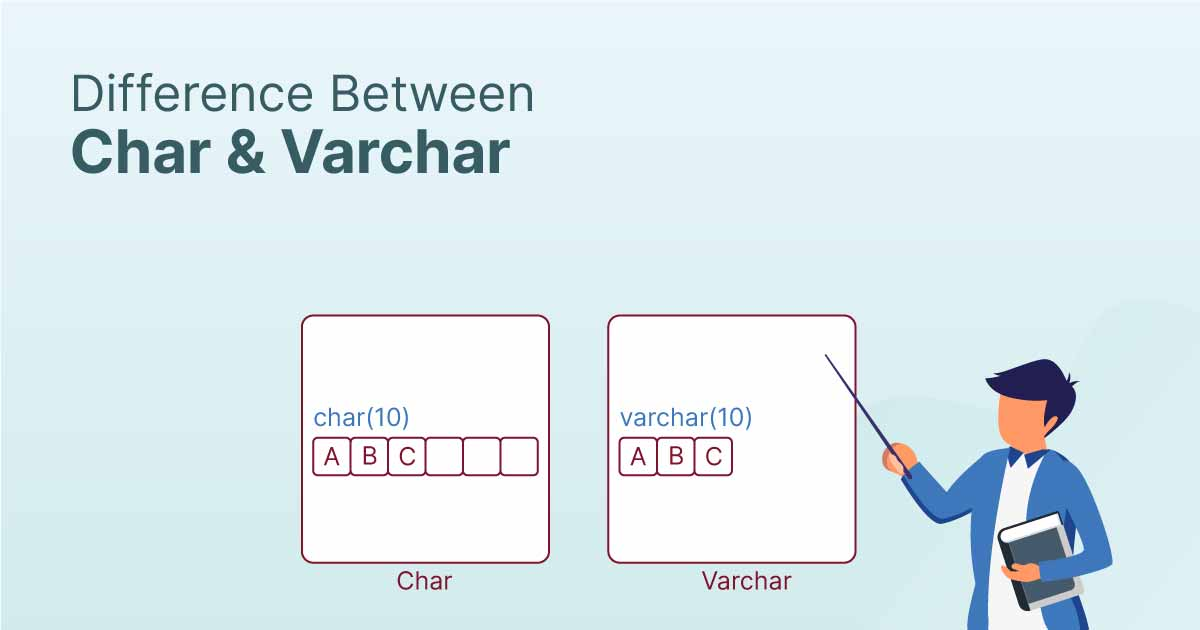 Difference Between
Char & Varchar
char(10)
A B C
Char
varchar(10)
A B C
Varchar